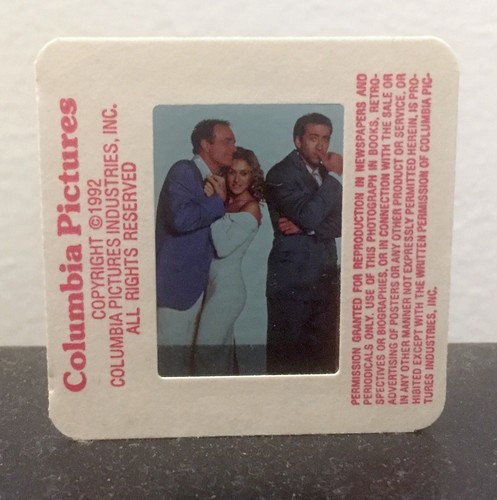 Columbia Pictures
COPYRIGHT ©1992
COLUMBIA PICTURES INDUSTRIES, INC.
ALL RIGHTS RESERVED
PERMISSION GRANTED FOR REPRODUCTION IN NEWSPAPERS AND
PERIODICALS ONLY. USE OF THIS PHOTOGRAPH IN BOOKS, RETRO-
SPECTIVES OR BIOGRAPHIES, OR IN CONNECTION WITH THE SALE OR
ADVERTISING OF POSTERS OR ANY OTHER PRODUCT OR SERVICE, OR
IN ANY OTHER MANNER NOT EXPRESSLY PERMITTED HEREIN, IS PRO-
HIBITED EXCEPT WITH THE WRITTEN PERMISSION OF COLUMBIA PIC-
TURES INDUSTRIES, INC.